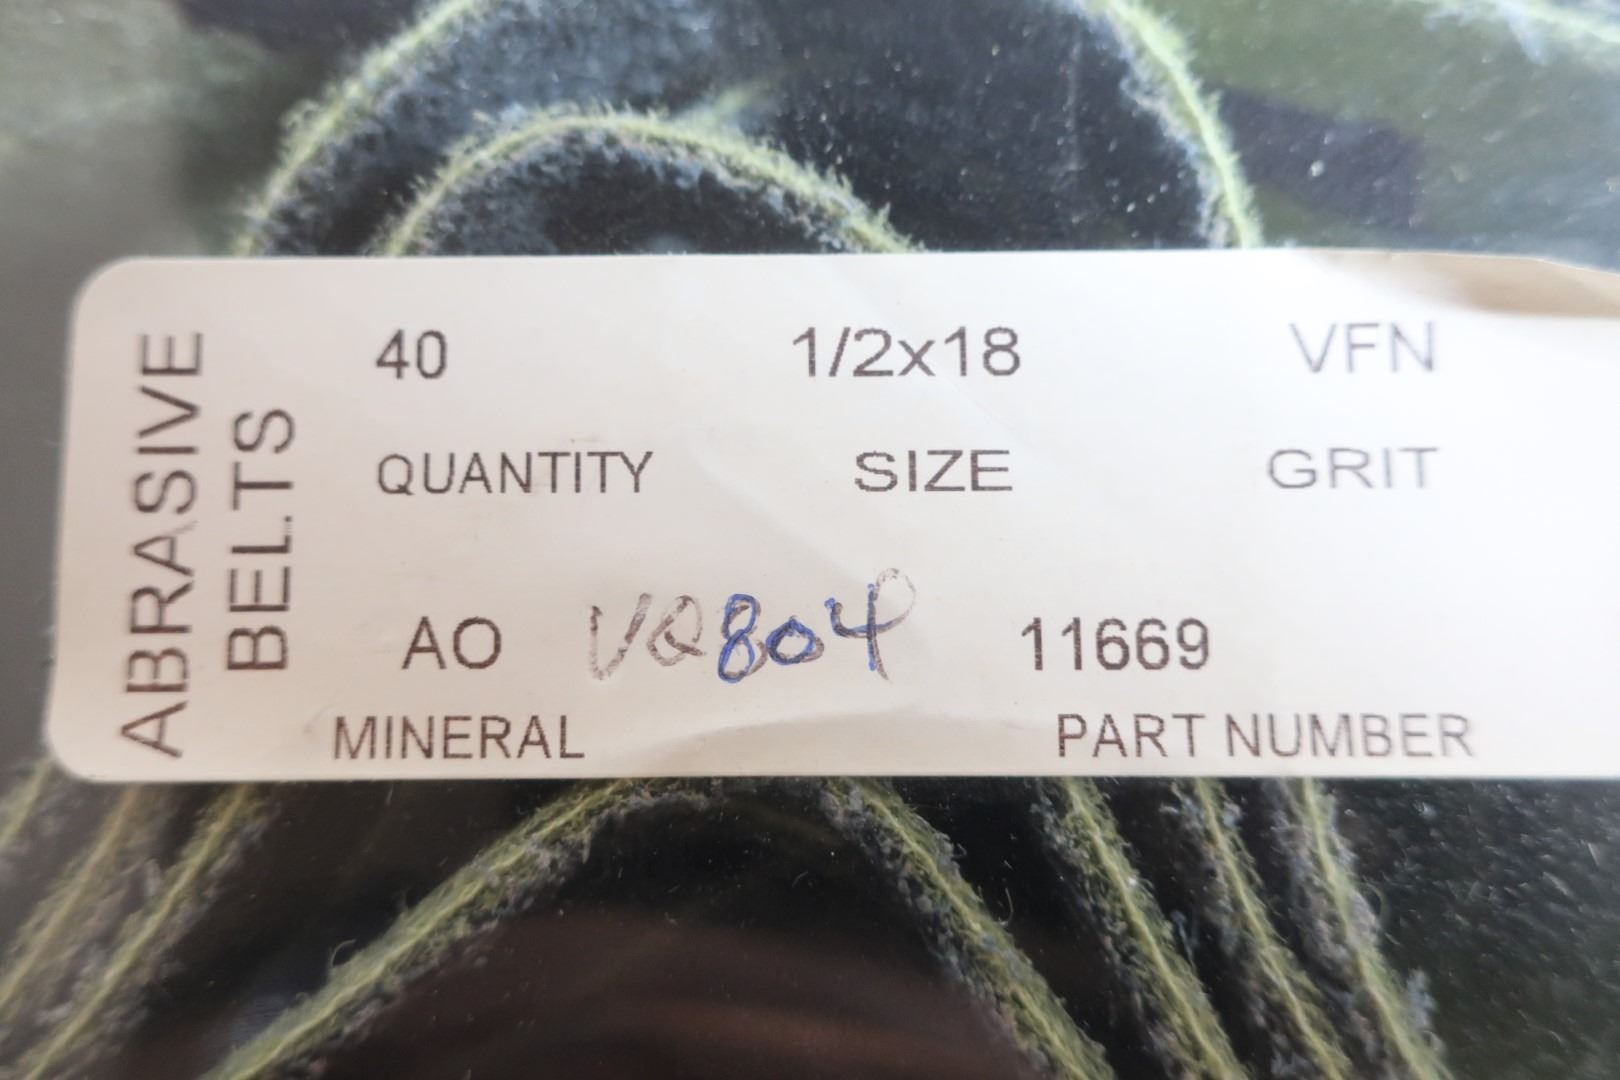 ABRASIVE
BELTS
40 1/2x18 VFN
QUANTITY SIZE GRIT
AO VQ804 11669
MINERAL PART NUMBER